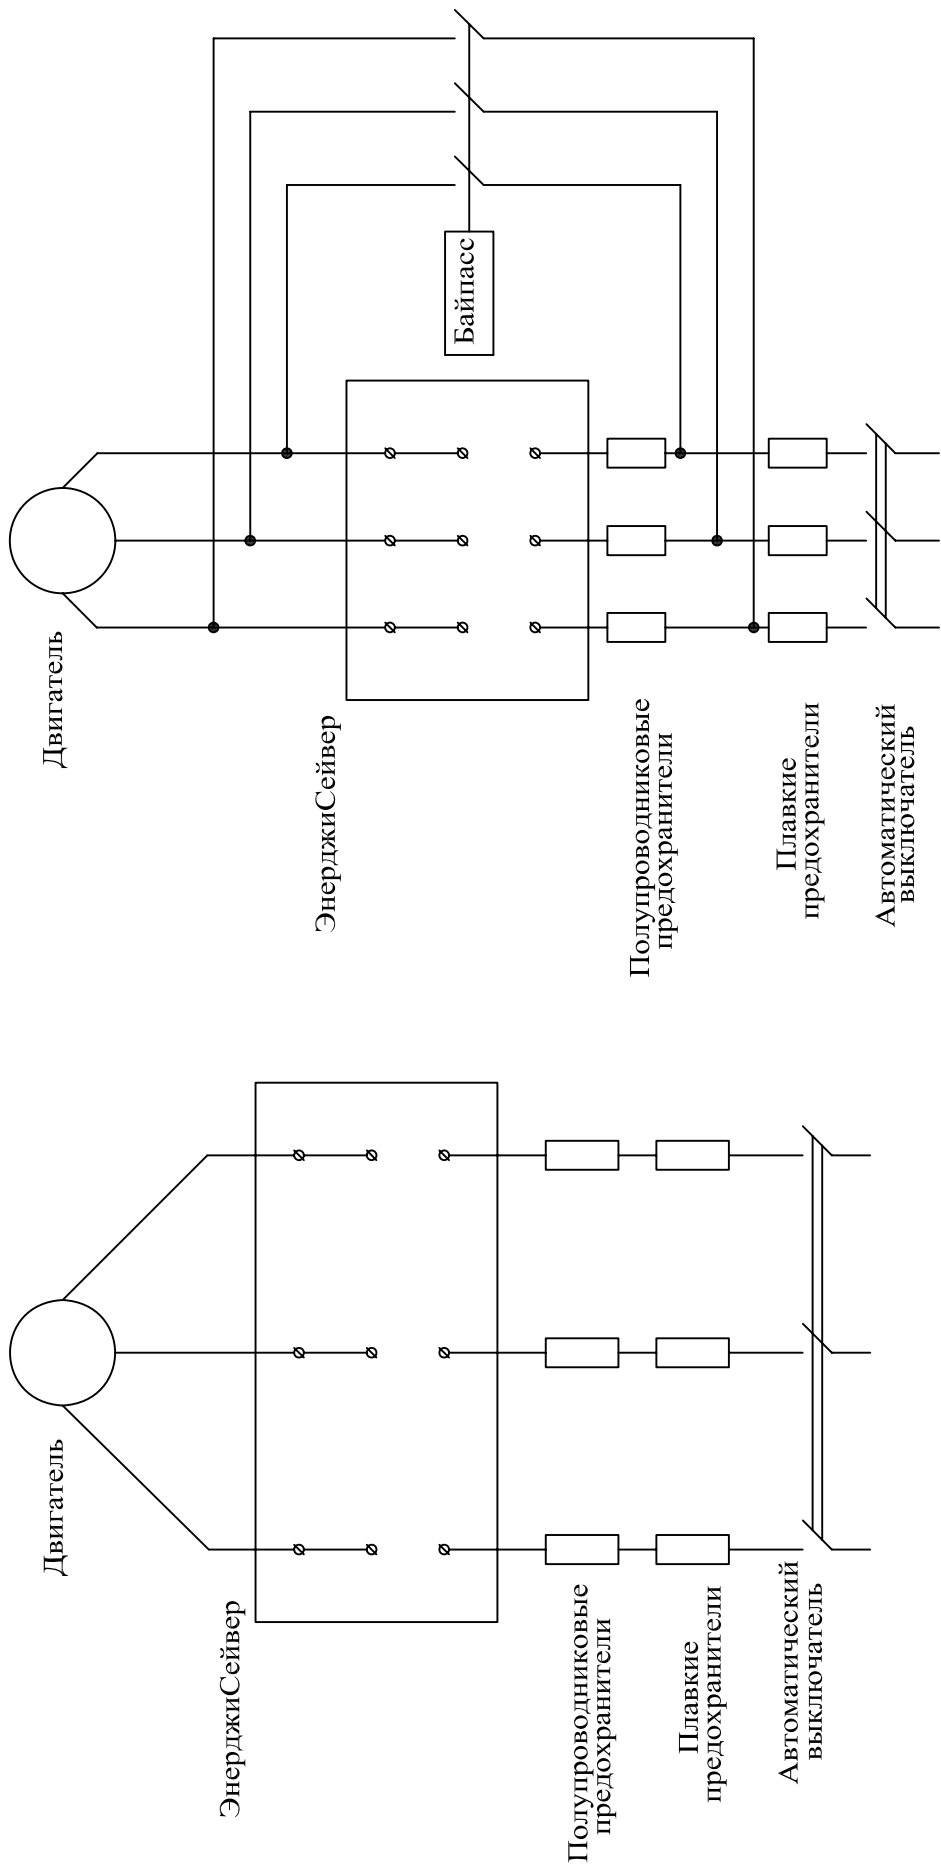 Двигатель
ЭнерджиСейвер
Байпасс
Полупроводниковые
предохранители
Плавкие
предохранители
Автоматический
выключатель
Двигатель
ЭнерджиСейвер
Полупроводниковые
предохранители
Плавкие
предохранители
Автоматический
выключатель